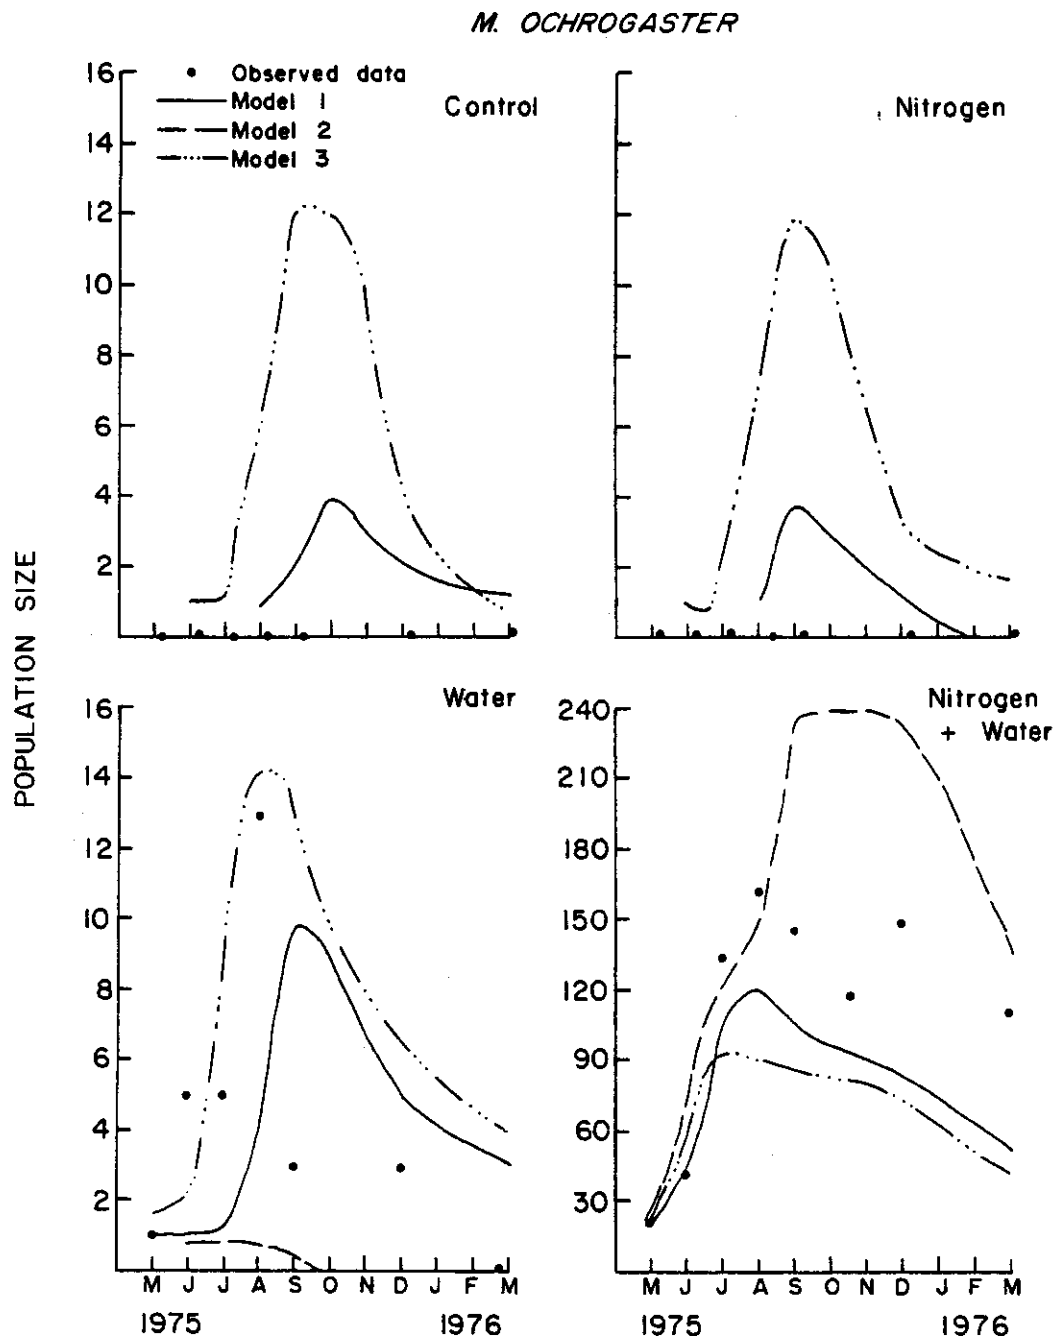 M. OCHROGASTER
16
14
12
10
8
6
4
2
Observed data
Model 1
Model 2
Model 3
Control
Nitrogen
POPULATION SIZE
16
14
12
10
8
6
4
2
Water
M J J A S O N D J F M
1975 1976
240
210
180
150
120
90
60
30
Nitrogen
+ Water
M J J A S O N D J F M
1975 1976